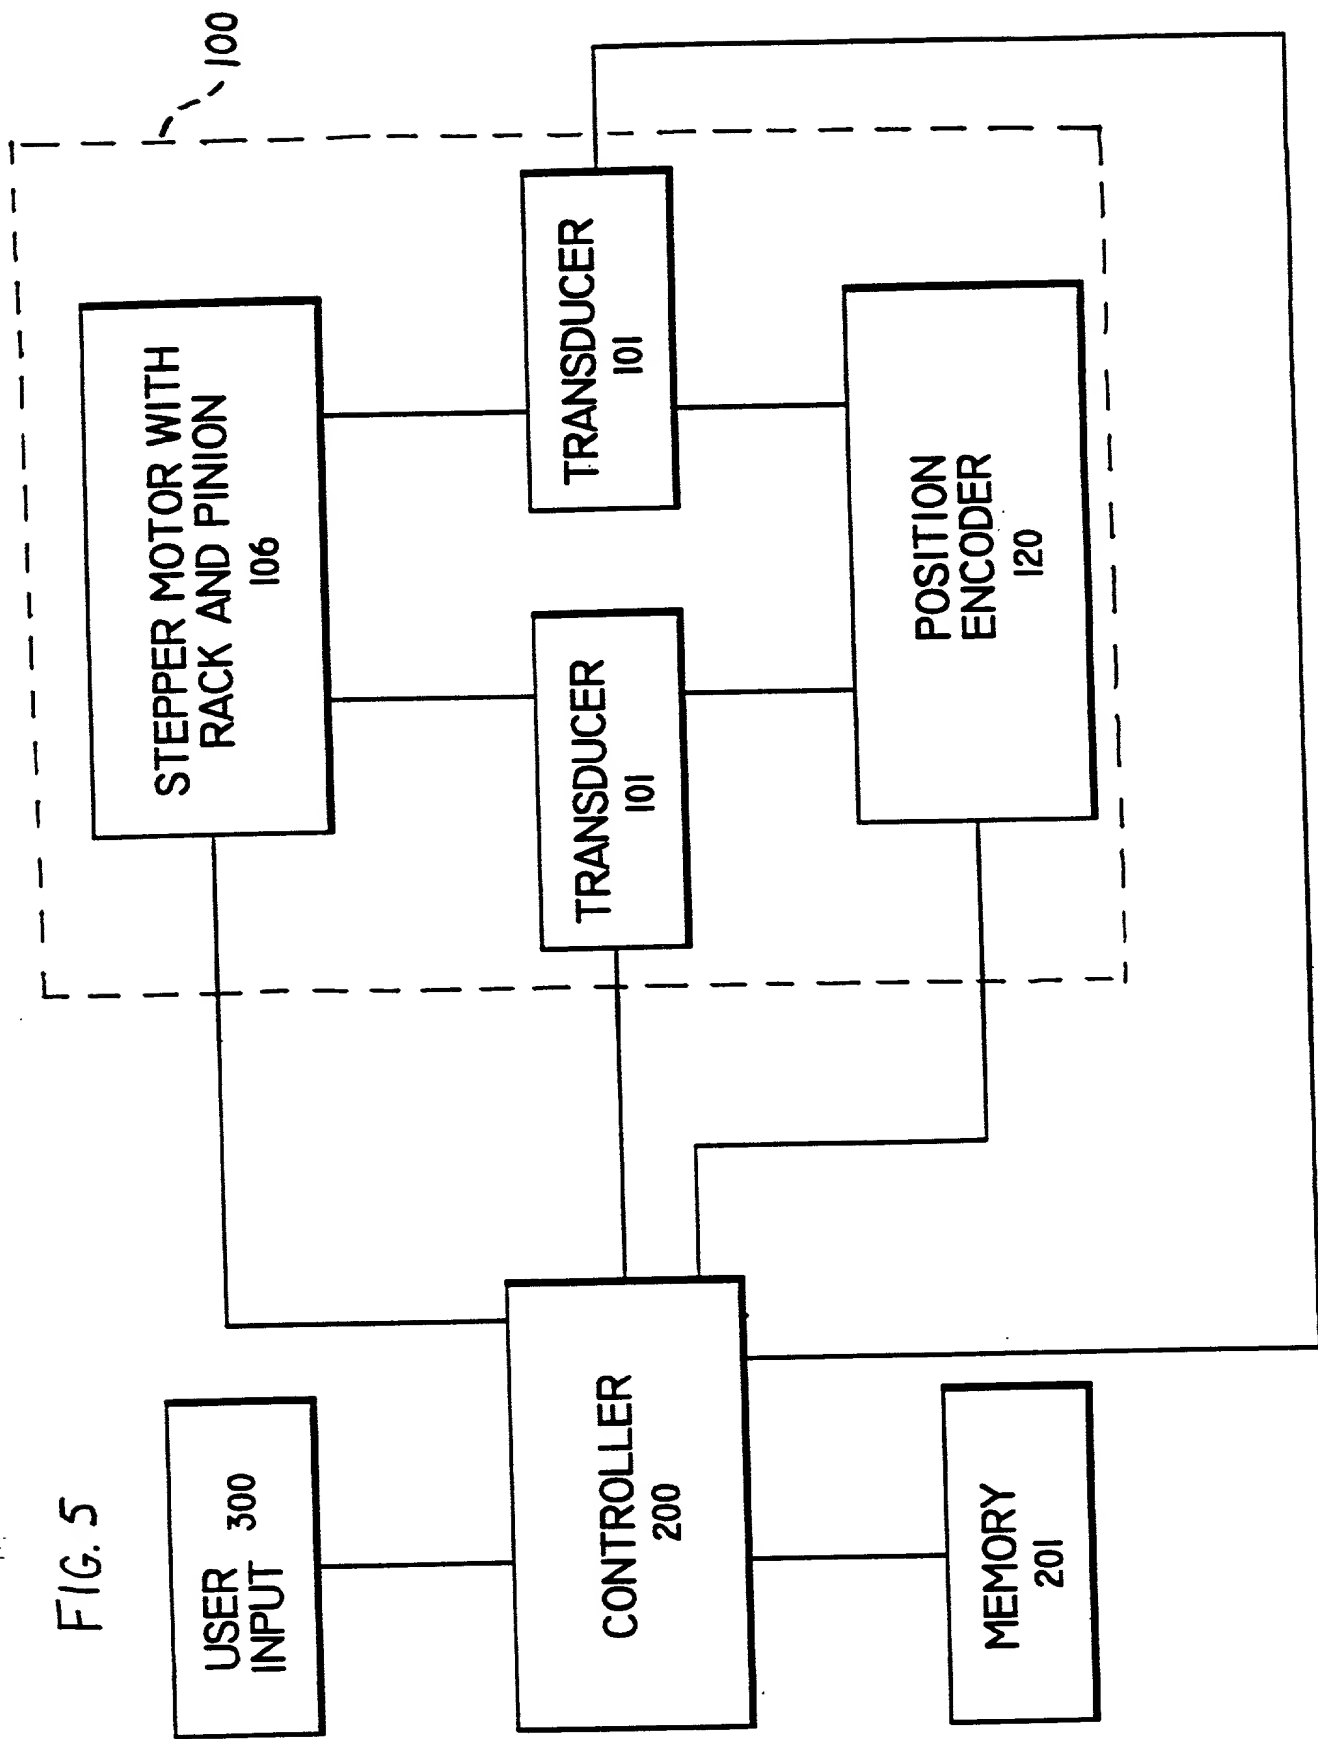 FIG. 5
100
USER
INPUT 300
STEPPER MOTOR WITH
RACK AND PINION
106
CONTROLLER
200
TRANSDUCER
101
TRANSDUCER
101
MEMORY
201
POSITION
ENCODER
120